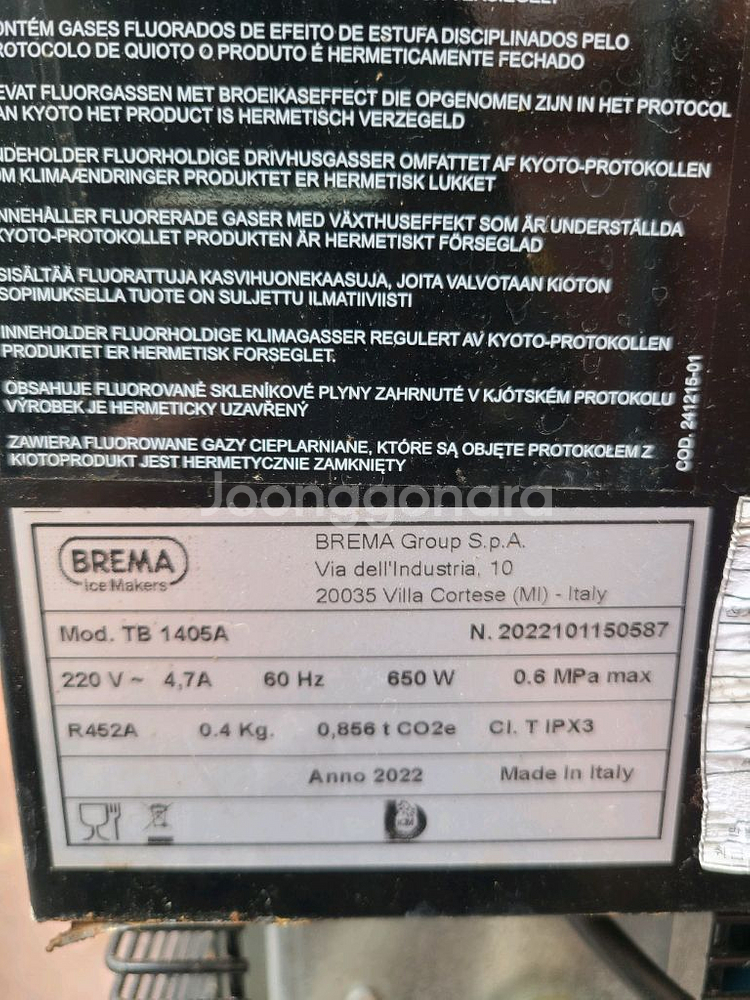 ONTÉM GASES FLUORADOS DE EFEITO DE ESTUFA DISCIPLINADOS PELO
ROTOCOLO DE QUIOTO O PRODUTO É HERMETICAMENTE FECHADO
EVAT FLUORGASSEN MET BROEIKASEFFECT DIE OPGENOMEN ZIJN IN HET PROTOCOL
AN KYOTO HET PRODUCT IS HERMETISCH VERZEGELD
NDEHOLDER FLUORHOLDIGE DRIVHUSGASSER OMFATTET AF KYOTO-PROTOKOLLEN
OM KLIMAÆNDRINGER PRODUKTET ER HERMETISK LUKKET
INNEHÅLLER FLUORERADE GASER MED VÄXTHUSEFFEKT SOM ÄR UNDERSTÄLLDA
KYOTO-PROTOKOLLET PRODUKTEN ÄR HERMETISKT FÖRSEGLAD
SISÄLTÄÄ FLUORATTUJA KASVIHUONEKAASUJA, JOITA VALVOTAAN KIOTON
SOPIMUKSELLA TUOTE ON SULJETTU ILMATIIVIISTI
INNEHOLDER FLUORHOLDIGE KLIMAGASSER REGULERT AV KYOTO-PROTOKOLLEN
PRODUKTET ER HERMETISK FORSEGLET.
OBSAHUJE FLUOROVANÉ SKLENÍKOVÉ PLYNY ZAHRNUTÉ V KJÓTSKÉM PROTOKOLU
VÝROBEK JE HERMETICKY UZAVŘENÝ
ZAWIERA FLUOROWANE GAZY CIEPLARNIANE, KTÓRE SĄ OBJĘTE PROTOKOŁEM Z
KIOTOPRODUKT JEST HERMETYCZNIE ZAMKNIĘTY
COD. 241215-01
Joonggonara
BREMA
Ice Makers
BREMA Group S.p.A.
Via dell'Industria, 10
20035 Villa Cortese (MI) - Italy
Mod. TB 1405A N. 2022101150587
220 V ~ 4,7A 60 Hz 650 W 0.6 MPa max
R452A 0.4 Kg. 0,856 t CO2e Cl. T IPX3
Anno 2022 Made in Italy